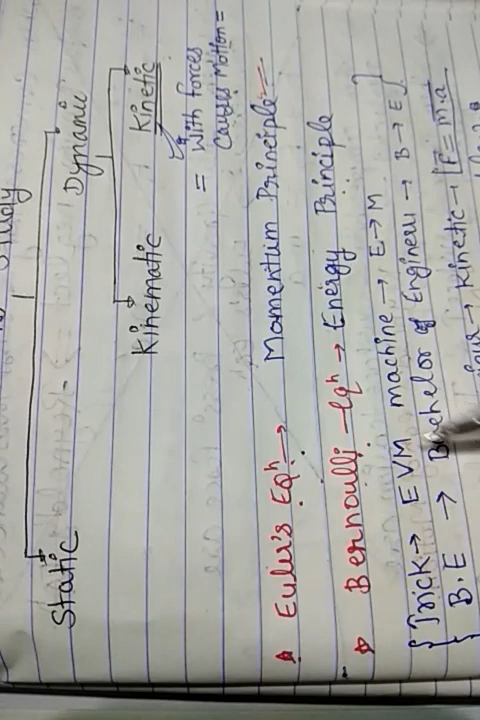 Study
Static Dynamic
Kinematic Kinetic
= With forces
causes Motion =
Euler's Eqn → Momentum Principle
Bernoulli Eqn → Energy Principle
{ Trick → EVM machine → E → M }
{ B.E → Bachelor of Engineer → B → E }
→ Kinetic → F = m.a